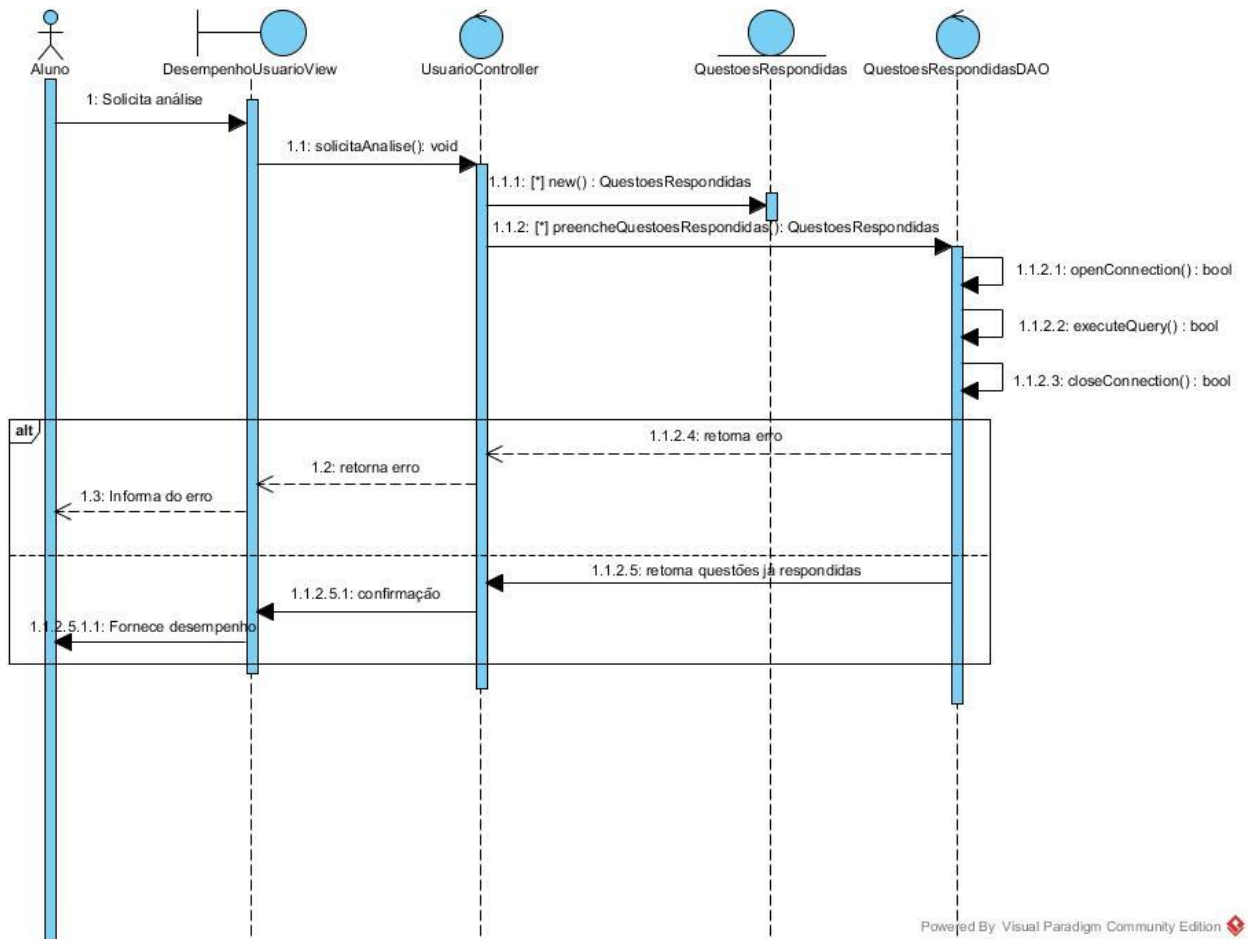 Aluno
DesempenhoUsuarioView
UsuarioController
QuestoesRespondidas
QuestoesRespondidasDAO
1: Solicita análise
1.1: solicitaAnalise(): void
1.1.1: [*] new() : QuestoesRespondidas
1.1.2: [*] preencheQuestoesRespondidas(): QuestoesRespondidas
1.1.2.1: openConnection() : bool
1.1.2.2: executeQuery() : bool
1.1.2.3: closeConnection() : bool
alt
1.1.2.4: retorna erro
1.2: retorna erro
1.3: Informa do erro
1.1.2.5: retorna questões já respondidas
1.1.2.5.1: confirmação
1.1.2.5.1.1: Fornece desempenho
Powered By Visual Paradigm Community Edition